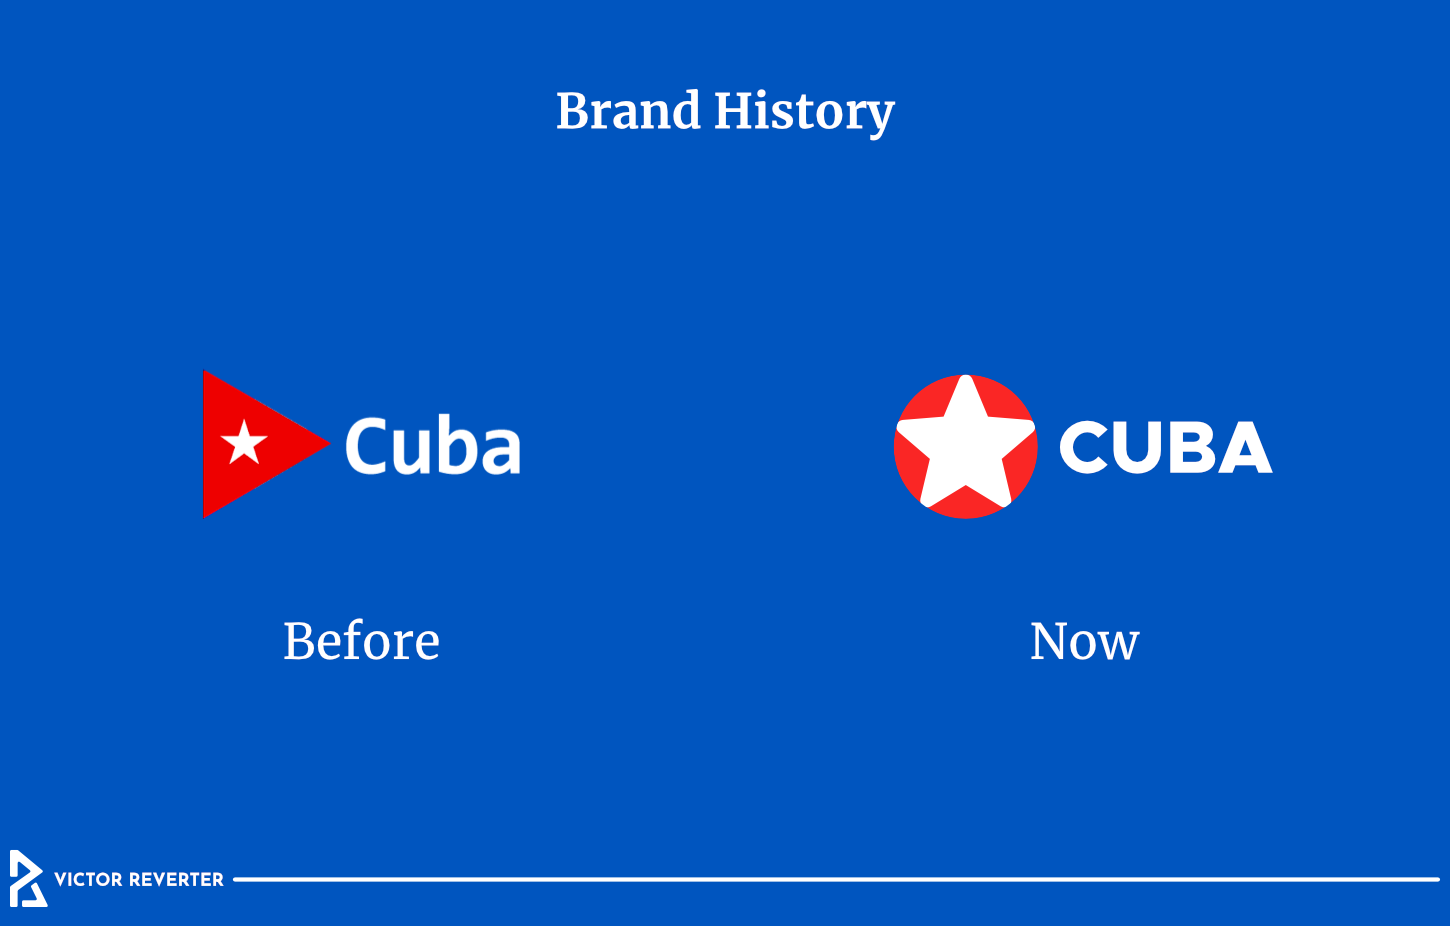 Brand History
Cuba
CUBA
Before
Now
VICTOR REVERTER